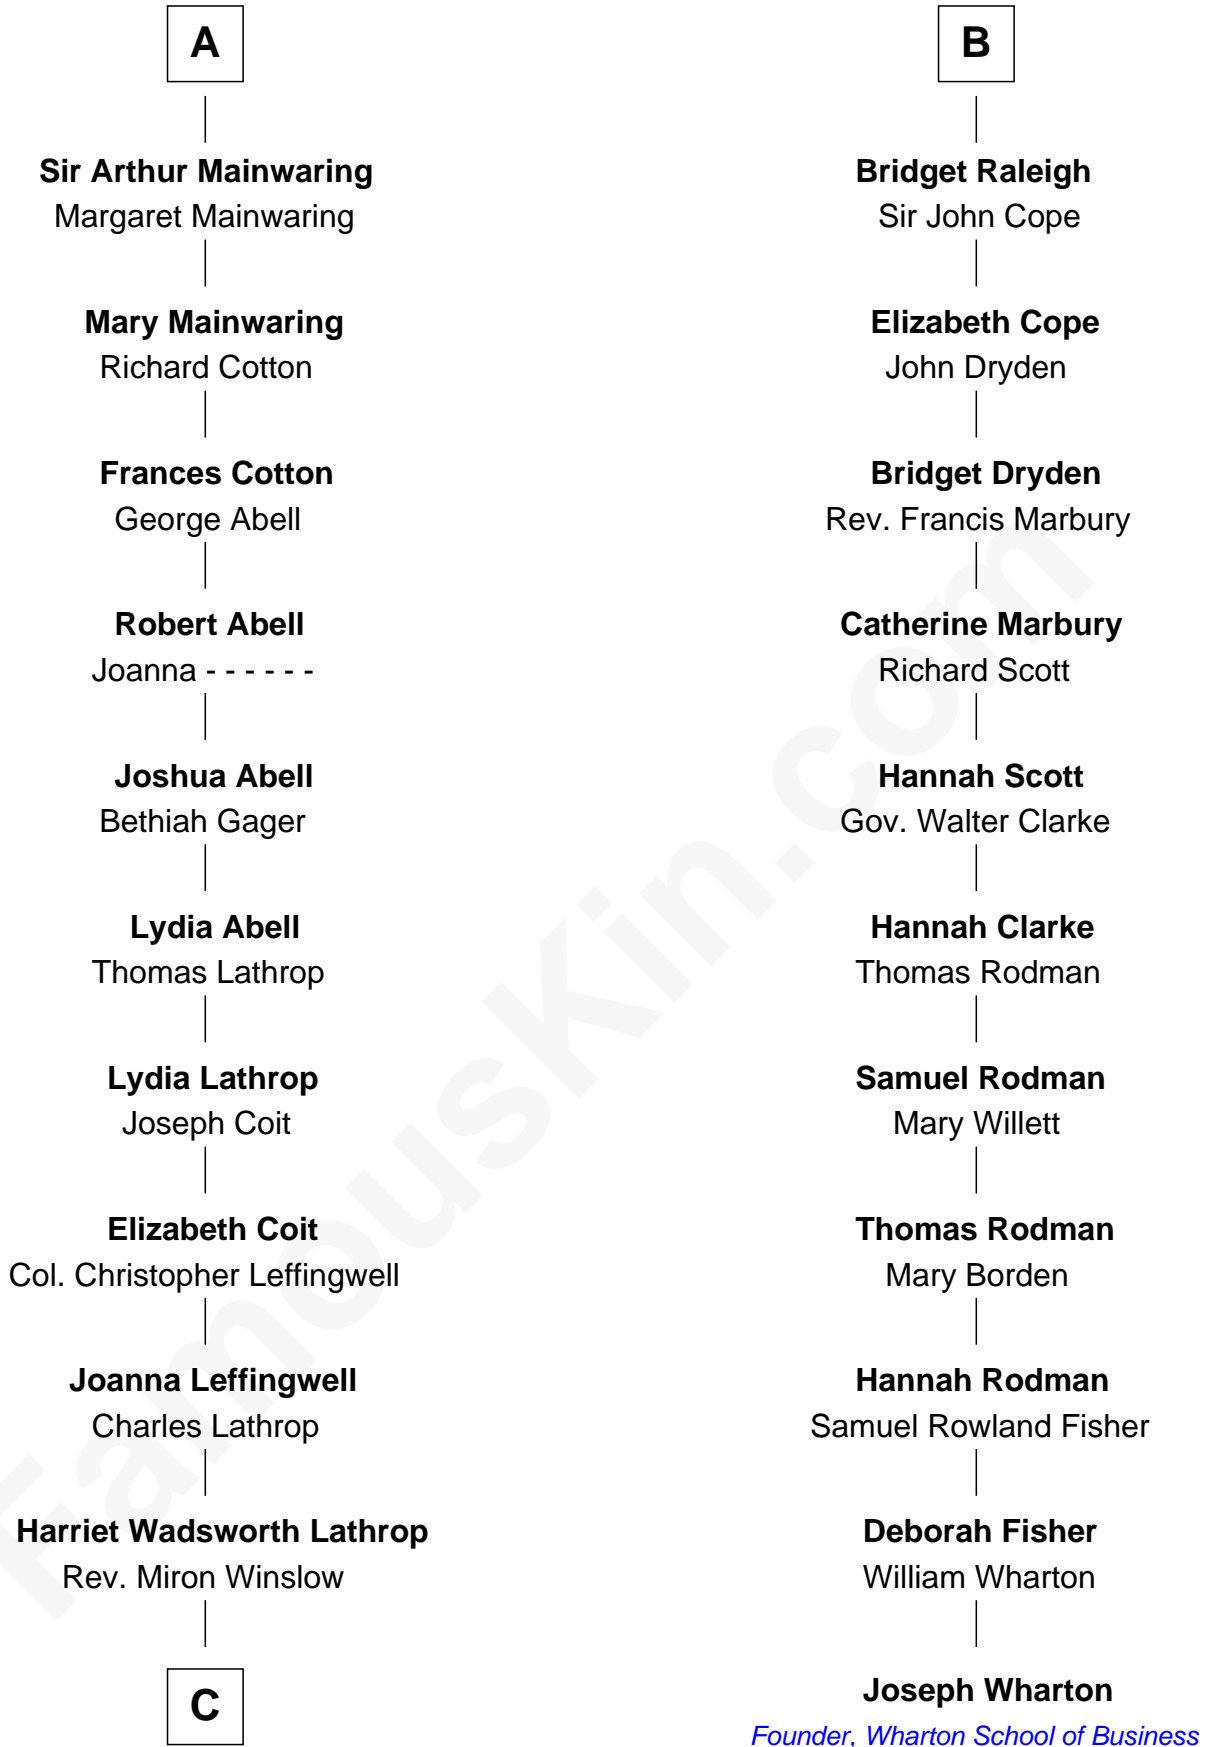 A
Sir Arthur Mainwaring
Margaret Mainwaring
Mary Mainwaring
Richard Cotton
Frances Cotton
George Abell
Robert Abell
Joanna - - - - - -
Joshua Abell
Bethiah Gager
Lydia Abell
Thomas Lathrop
Lydia Lathrop
Joseph Coit
Elizabeth Coit
Col. Christopher Leffingwell
Joanna Leffingwell
Charles Lathrop
Harriet Wadsworth Lathrop
Rev. Miron Winslow
C
B
Bridget Raleigh
Sir John Cope
Elizabeth Cope
John Dryden
Bridget Dryden
Rev. Francis Marbury
Catherine Marbury
Richard Scott
Hannah Scott
Gov. Walter Clarke
Hannah Clarke
Thomas Rodman
Samuel Rodman
Mary Willett
Thomas Rodman
Mary Borden
Hannah Rodman
Samuel Rowland Fisher
Deborah Fisher
William Wharton
Joseph Wharton
Founder, Wharton School of Business
FamousKin.com